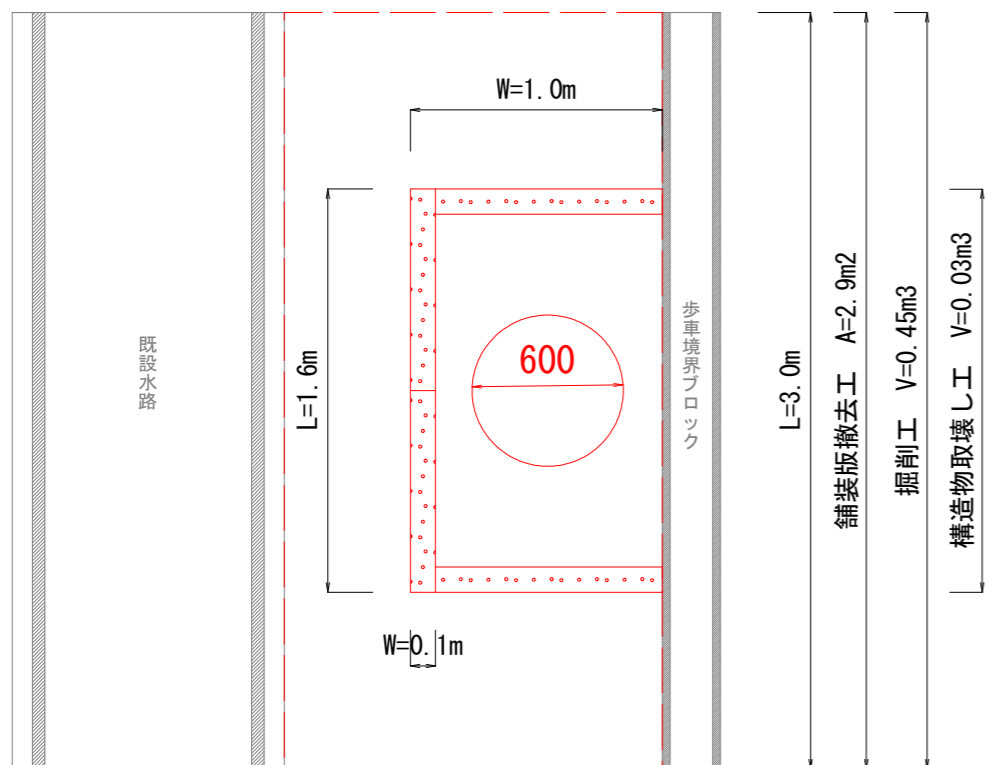 W=1.0m
L=1.6m
600
W=0.1m
既設水路
歩車境界ブロック
L=3.0m
舗装版撤去工 A=2.9m2
掘削工 V=0.45m3
構造物取壊し工 V=0.03m3